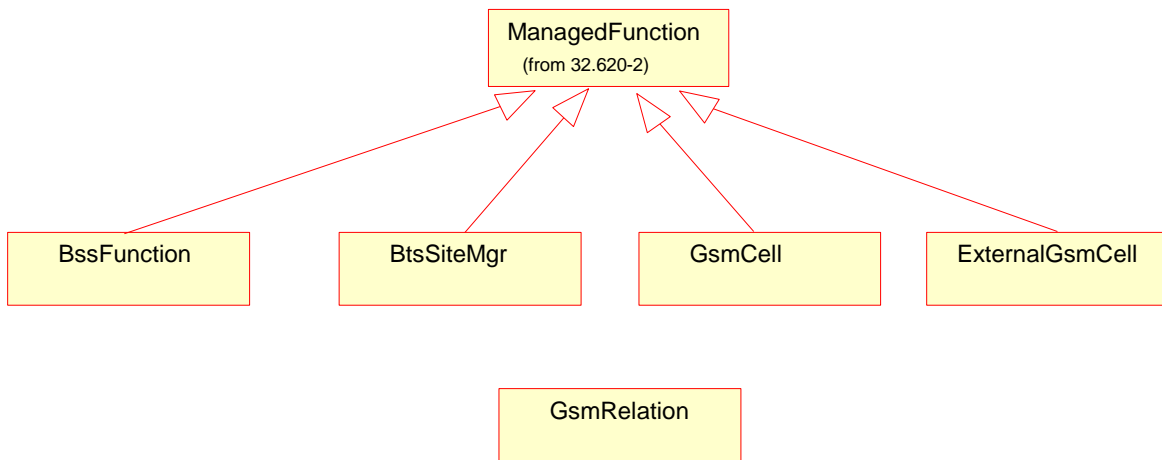 ManagedFunction
(from 32.620-2)
BssFunction
BtsSiteMgr
GsmCell
ExternalGsmCell
GsmRelation